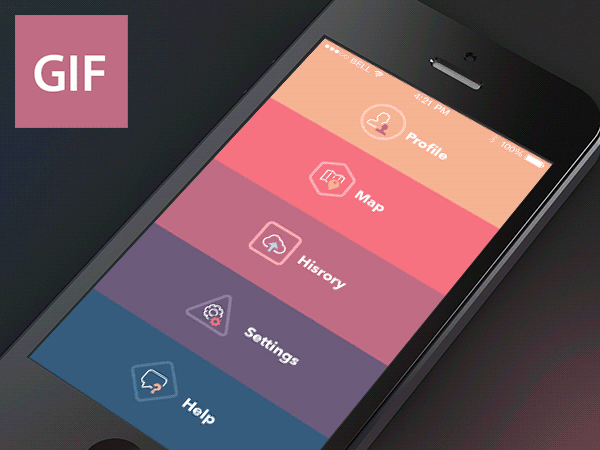 GIF
BELL
4:21 PM
100%
Profile
Map
Hisrory
Settings
Help